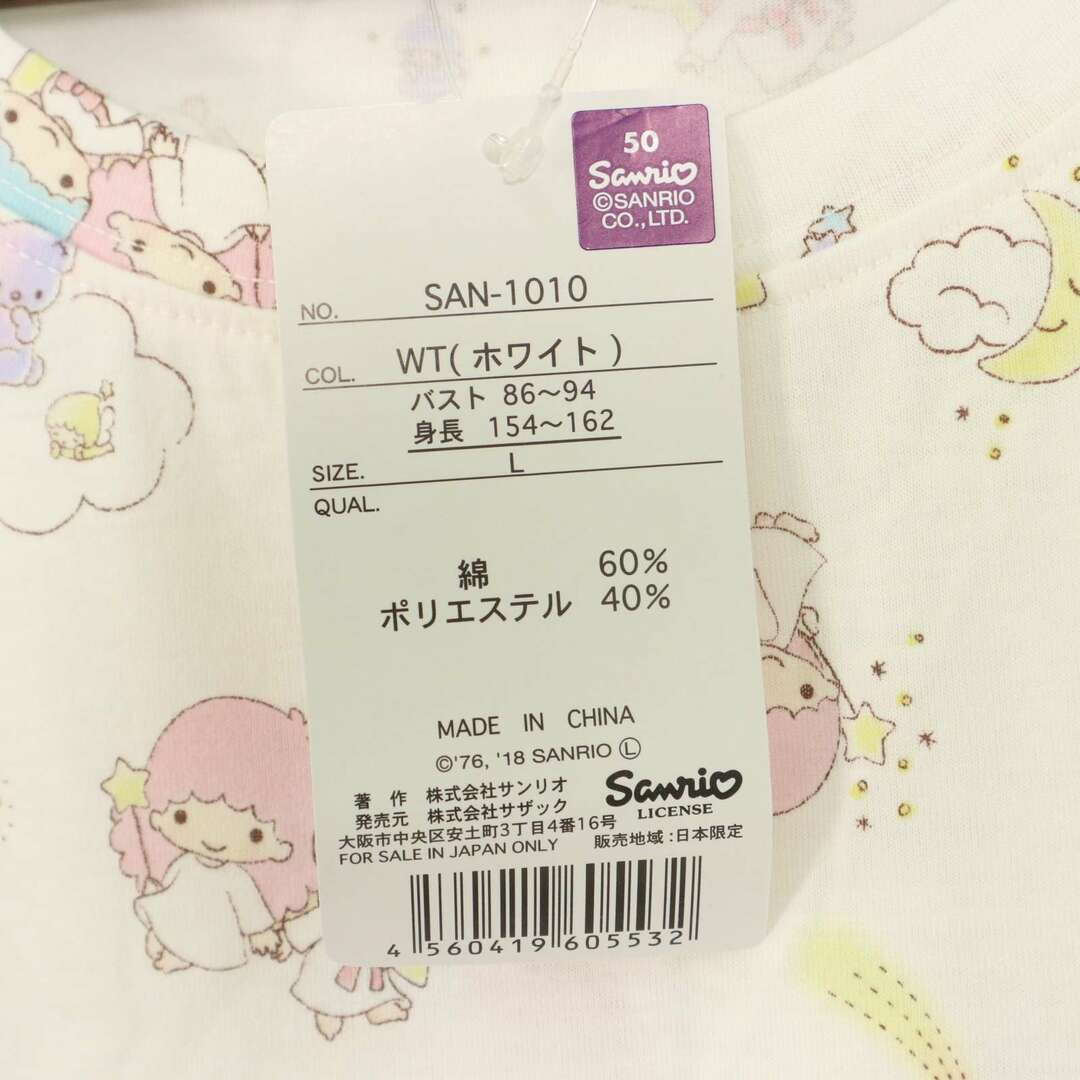 50
Sanrio
©SANRIO
CO.,LTD.
NO. SAN-1010
COL. WT(ホワイト)
バスト 86～94
身長 154～162
SIZE. L
QUAL.
綿 60%
ポリエステル 40%
MADE IN CHINA
©'76, '18 SANRIO Ⓛ
著 作 株式会社サンリオ
発売元 株式会社サザック
Sanrio
LICENSE
大阪市中央区安土町3丁目4番16号
FOR SALE IN JAPAN ONLY 販売地域:日本限定
4 560419 605532